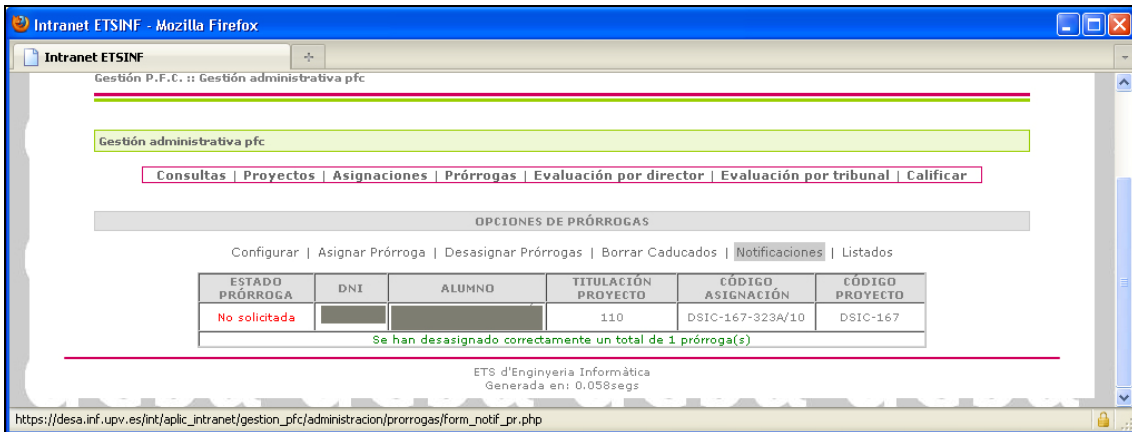 Intranet ETSINF - Mozilla Firefox
Intranet ETSINF
Gestión P.F.C. :: Gestión administrativa pfc
Gestión administrativa pfc
Consultas | Proyectos | Asignaciones | Prórrogas | Evaluación por director | Evaluación por tribunal | Calificar
OPCIONES DE PRÓRROGAS
Configurar | Asignar Prórroga | Desasignar Prórrogas | Borrar Caducados | Notificaciones | Listados
ESTADO PRÓRROGA DNI ALUMNO TITULACIÓN PROYECTO CÓDIGO ASIGNACIÓN CÓDIGO PROYECTO
No solicitada 110 DSIC-167-323A/10 DSIC-167
Se han desasignado correctamente un total de 1 prórroga(s)
ETS d'Enginyeria Informàtica
Generada en: 0.058segs
https://desa.inf.upv.es/int/aplic_intranet/gestion_pfc/administracion/prorrogas/form_notif_pr.php